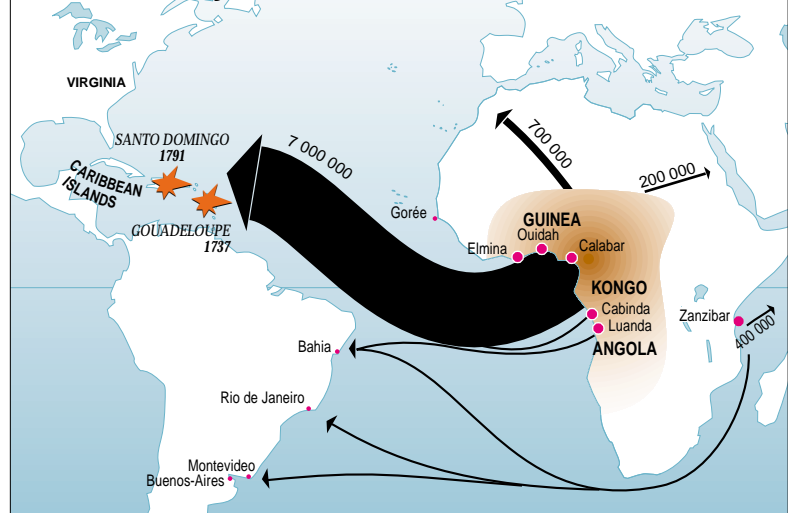 VIRGINIA
SANTO DOMINGO
1791
CARIBBEAN
ISLANDS
GOUADELOUPE
1737
7 000 000
700 000
200 000
Gorée
GUINEA
Ouidah
Elmina
Calabar
KONGO
Cabinda
Luanda
ANGOLA
Zanzibar
400 000
Bahia
Rio de Janeiro
Montevideo
Buenos-Aires